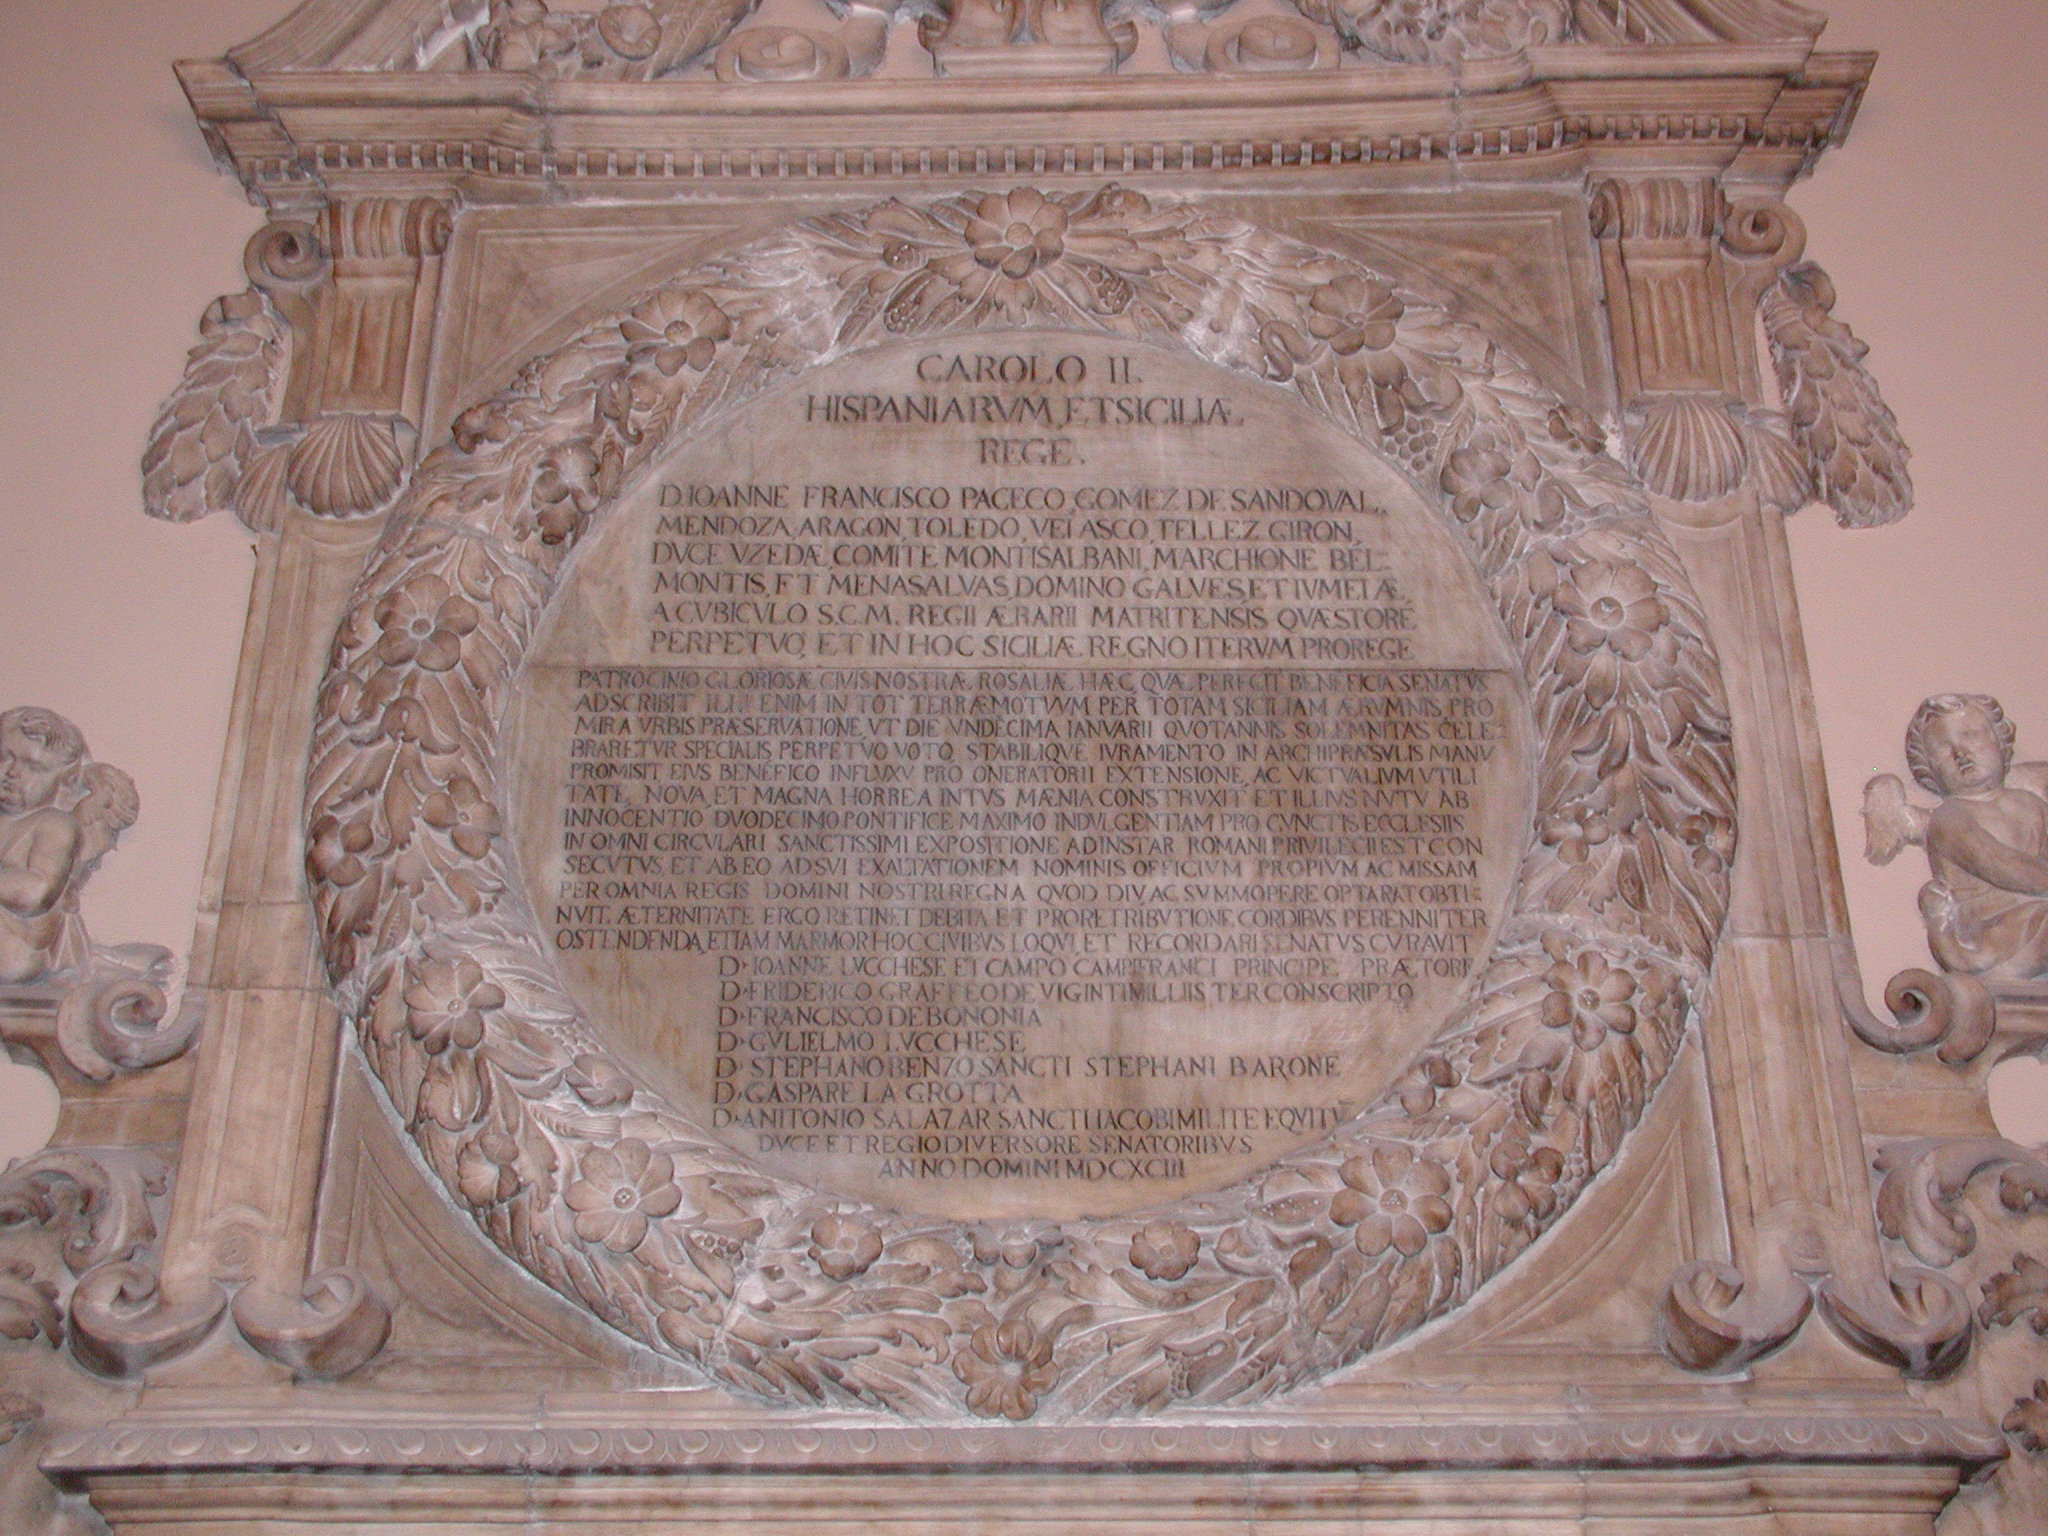 CAROLO II.
HISPANIARVM, ET SICILIÆ
REGE.
D. IOANNE FRANCISCO PACECO, GOMEZ DE SANDOVAL,
MENDOZA, ARAGON, TOLEDO, VELASCO, TELLEZ GIRON,
DVCE VZEDÆ, COMITE MONTISALBANI, MARCHIONE BEL-
MONTIS, ET MENASALVAS, DOMINO GALVES, ET IVMELÆ,
A CVBICVLO S.C.M. REGII ÆRARII MATRITENSIS QVÆSTORE
PERPETVO, ET IN HOC SICILIÆ REGNO ITERVM PROREGE
PATROCINIO GLORIOSÆ CIVIS NOSTRÆ ROSALIÆ HÆC, QVÆ PEREGIT BENEFICIA SENATVS
ADSCRIBIT ILLI ENIM IN TOT TERRÆMOTVVM PER TOTAM SICILIAM ÆRVMNIS, PRO
MIRA VRBIS PRÆSERVATIONE, VT DIE VNDECIMA IANVARII QVOTANNIS SOLEMNITAS CELE-
BRARETVR SPECIALIS PERPETVO VOTO, STABILIQVE IVRAMENTO IN ARCHIPRÆSVLIS MANV
PROMISIT EIVS BENEFICO INFLVXV PRO ONERATORII EXTENSIONE, AC VICTVALIVM VTILI
TATE, NOVA, ET MAGNA HORREA INTVS MÆNIA CONSTRVXIT ET ILLIVS NVTV AB
INNOCENTIO DVODECIMO PONTIFICE MAXIMO INDVLGENTIAM PRO CVNCTIS ECCLESIIS
IN OMNI CIRCVLARI SANCTISSIMI EXPOSITIONE AD INSTAR ROMANI PRIVILEGII EST CON
SECVTVS, ET AB EO AD SVI EXALTATIONEM NOMINIS OFFICIVM PROPIVM AC MISSAM
PER OMNIA REGIS DOMINI NOSTRI REGNA QVOD DIV, AC SVMMOPERE OPTARAT OBTI-
NVIT. ÆTERNITATE ERGO RETINET DEBITA ET PRO RETRIBVTIONE CORDIBVS PERENNITER
OSTENDENDA, ETIAM MARMOR HOC CIVIBVS LOQVI, ET RECORDARI SENATVS CVRAVIT
D. IOANNE LVCCHESE ET CAMPO CAMPIFRANCI PRINCIPE PRÆTORE
D. FRIDERICO GRAFFEO DE VIGINTIMILLIIS TER CONSCRIPTO
D. FRANCISCO DE BONONIA
D. GVLIELMO LVCCHESE
D. STEPHANO BENZO SANCTI STEPHANI BARONE
D. GASPARE LA GROTTA
D. ANITONIO SALAZAR SANCTI IACOBI MILITE EQVITV̄
DVCE ET REGIO DIVERSORE SENATORIBVS
ANNO DOMINI MDCXCIII